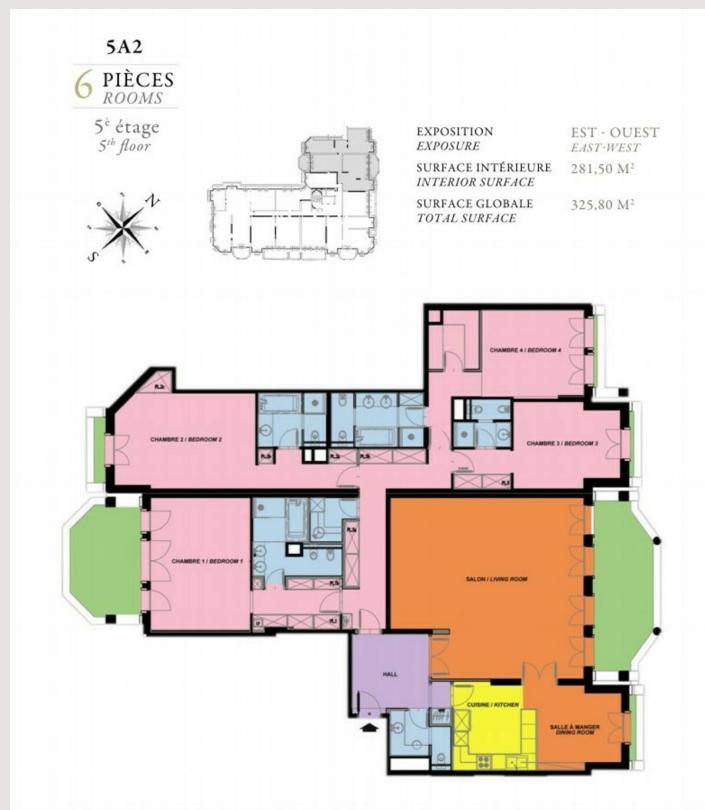 5A2
6 PIÈCES
ROOMS
5è étage
5th floor
N
S
EXPOSITION
EXPOSURE
EST - OUEST
EAST-WEST
SURFACE INTÉRIEURE
INTERIOR SURFACE
281,50 M²
SURFACE GLOBALE
TOTAL SURFACE
325,80 M²
CHAMBRE 4 / BEDROOM 4
CHAMBRE 2 / BEDROOM 2
CHAMBRE 3 / BEDROOM 3
CHAMBRE 1 / BEDROOM 1
SALON / LIVING ROOM
HALL
CUISINE / KITCHEN
SALLE À MANGER
DINING ROOM